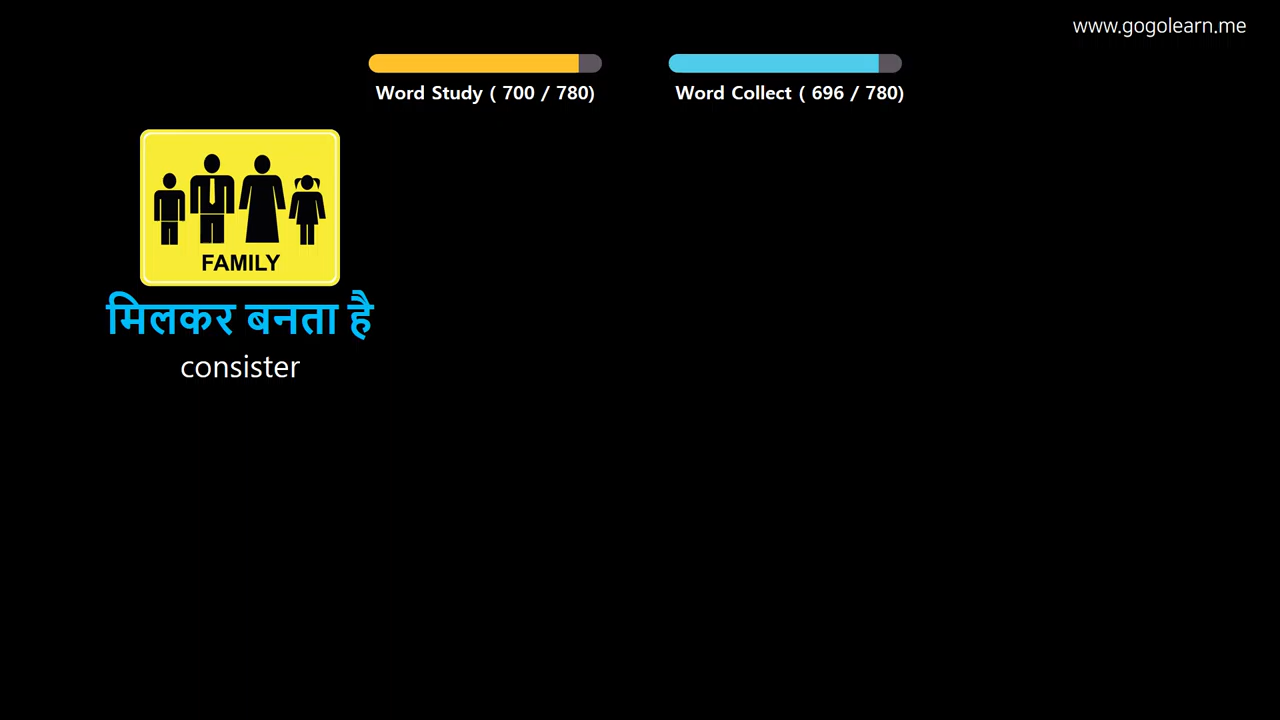 www.gogolearn.me
Word Study ( 700 / 780)
Word Collect ( 696 / 780)
FAMILY
मिलकर बनता है
consister